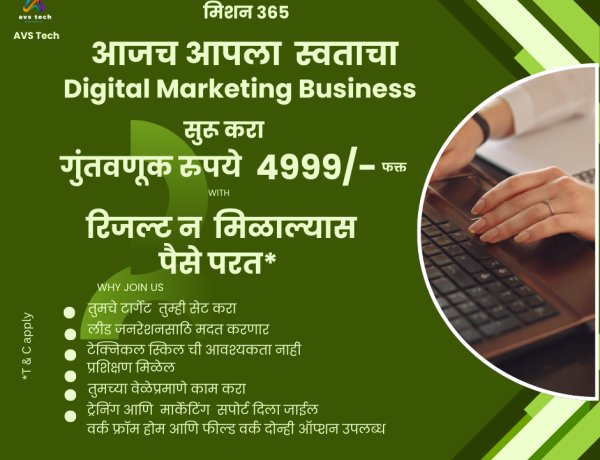 मिशन 365
avs tech
AVS Tech
आजच आपला स्वताचा
Digital Marketing Business
सुरू करा
गुंतवणूक रुपये 4999/- फक्त
WITH
रिजल्ट न मिळाल्यास
पैसे परत*
WHY JOIN US
तुमचे टार्गेट तुम्ही सेट करा
लीड जनरेशनसाठि मदत करणार
टेक्निकल स्किल ची आवश्यकता नाही
प्रशिक्षण मिळेल
तुमच्या वेळेप्रमाणे काम करा
ट्रेनिंग आणि मार्केटिंग सपोर्ट दिला जाईल
वर्क फ्रॉम होम आणि फील्ड वर्क दोन्ही ऑप्शन उपलब्ध
*T & C apply